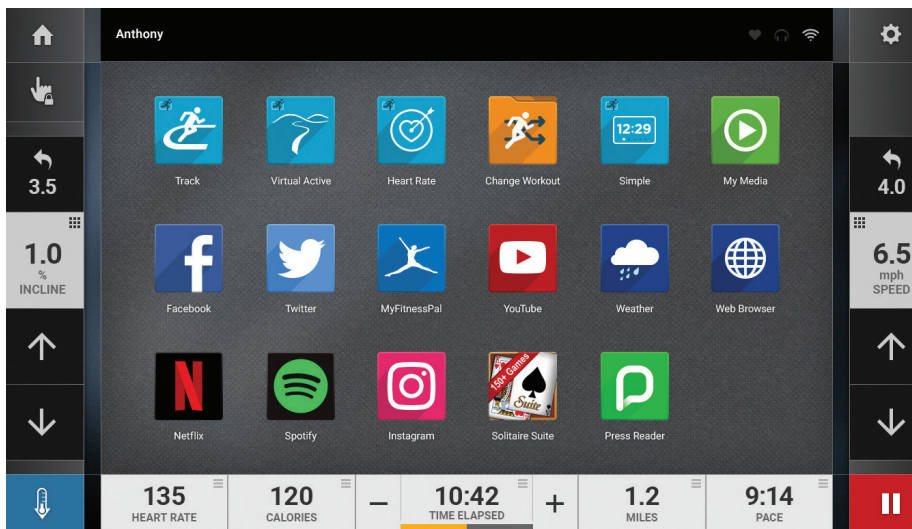 Anthony
3.5
1.0
%
INCLINE
12:29
Track
Virtual Active
Heart Rate
Change Workout
Simple
My Media
4.0
6.5
mph
SPEED
f
Facebook
Twitter
MyFitnessPal
YouTube
Weather
Web Browser
N
150+ Games
Suite
Netflix
Spotify
Instagram
Solitaire Suite
Press Reader
135
HEART RATE
120
CALORIES
− 10:42 +
TIME ELAPSED
1.2
MILES
9:14
PACE